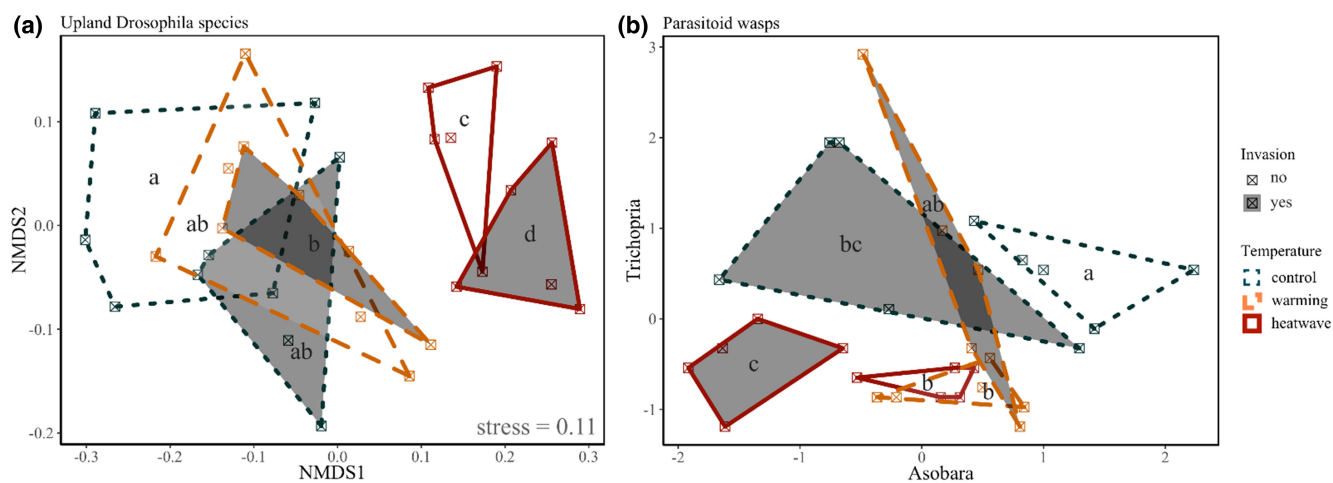 (a) Upland Drosophila species
0.1
0.0
-0.1
-0.2
NMDS2
a
ab
b
ab
c
d
stress = 0.11
-0.3 -0.2 -0.1 0.0 0.1 0.2 0.3
NMDS1
(b) Parasitoid wasps
3
2
1
0
-1
Trichopria
ab
bc
a
c
b
b
-2 -1 0 1 2
Asobara
Invasion
no
yes
Temperature
control
warming
heatwave